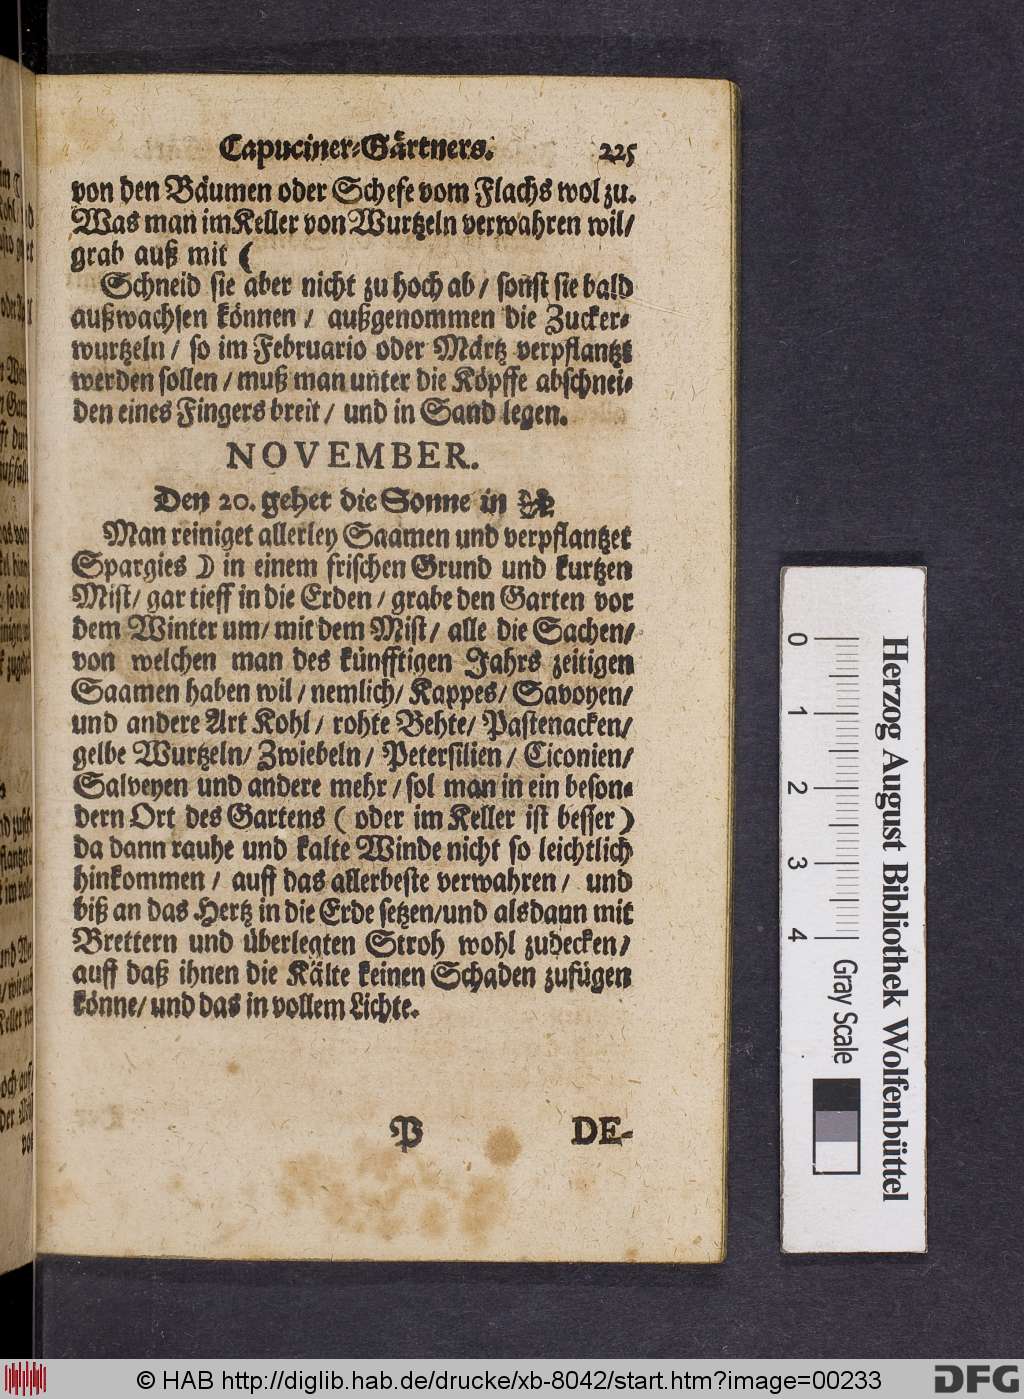 Capuciner-Gärtners. 225
von den Bäumen oder Schefe vom Flachs wol zu.
Was man im Keller von Wurtzeln verwahren wil/
grab auß mit ☾
Schneid sie aber nicht zu hoch ab / sonst sie bald
außwachsen können / außgenommen die Zucker-
wurtzeln / so im Februario oder Märtz verpflantzt
werden sollen / muß man unter die Köpffe abschnei-
den eines Fingers breit / und in Sand legen.
NOVEMBER.
Den 20. gehet die Sonne in
Man reiniget allerley Saamen und verpflantzet
Spargies ☽ in einem frischen Grund und kurtzen
Mist/ gar tieff in die Erden / grabe den Garten vor
dem Winter um/ mit dem Mist/ alle die Sachen/
von welchen man des künfftigen Jahrs zeitigen
Saamen haben wil / nemlich/ Kappes/ Savoyen/
und andere Art Kohl / rohte Behte/ Pastenacken/
gelbe Wurtzeln/ Zwiebeln / Petersilien / Ciconien/
Salveyen und andere mehr / sol man in ein beson-
dern Ort des Gartens ( oder im Keller ist besser )
da dann rauhe und kalte Winde nicht so leichtlich
hinkommen / auff das allerbeste verwahren / und
biß an das Hertz in die Erde setzen/und alsdann mit
Brettern und überlegten Stroh wohl zudecken/
auff daß ihnen die Kälte keinen Schaden zufügen
könne/ und das in vollem Lichte.
P DE-
0 1 2 3 4 Gray Scale
Herzog August Bibliothek Wolfenbüttel
© HAB http://diglib.hab.de/drucke/xb-8042/start.htm?image=00233
DFG